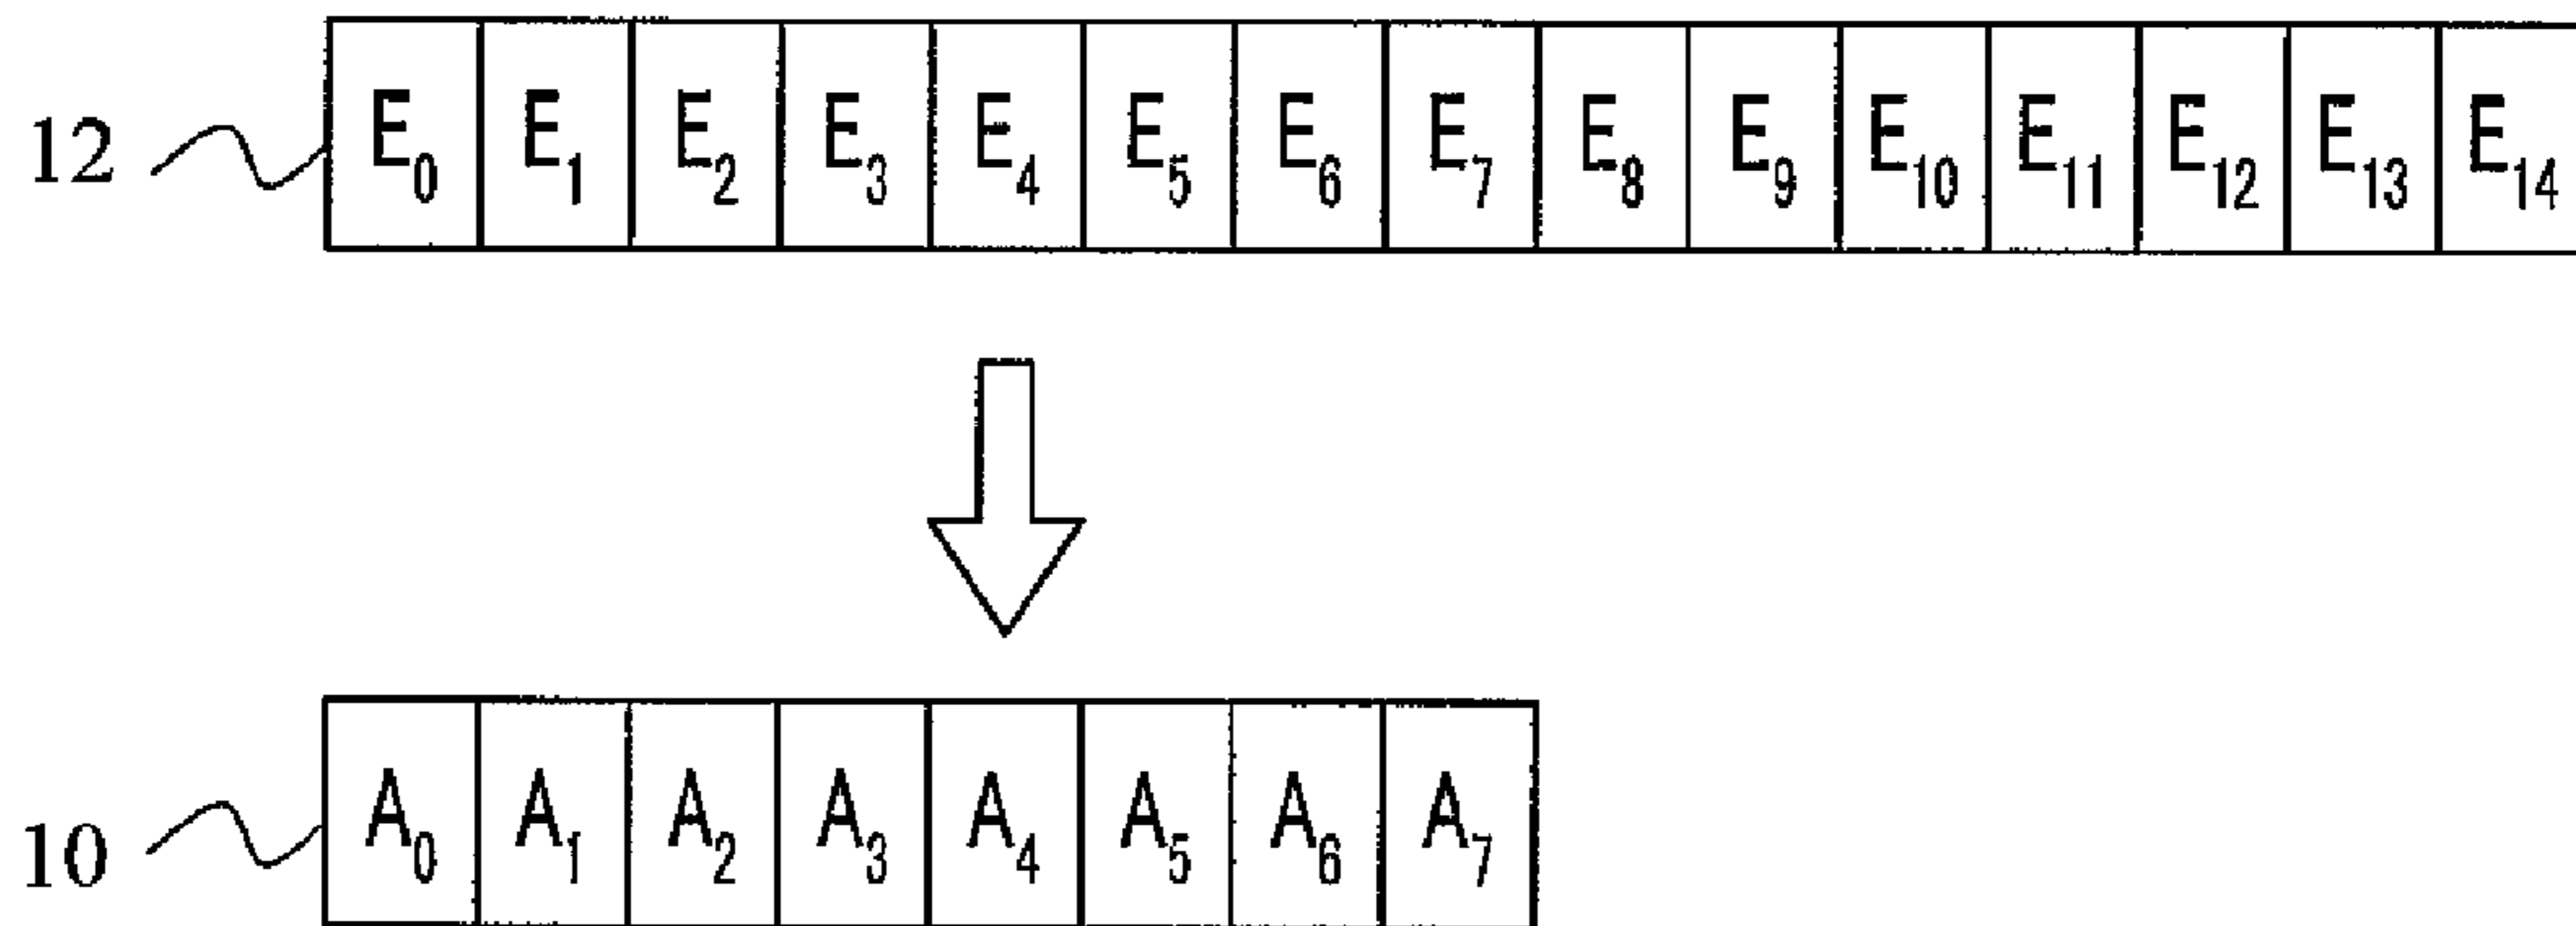 12 E₀ E₁ E₂ E₃ E₄ E₅ E₆ E₇ E₈ E₉ E₁₀ E₁₁ E₁₂ E₁₃ E₁₄
10 A₀ A₁ A₂ A₃ A₄ A₅ A₆ A₇